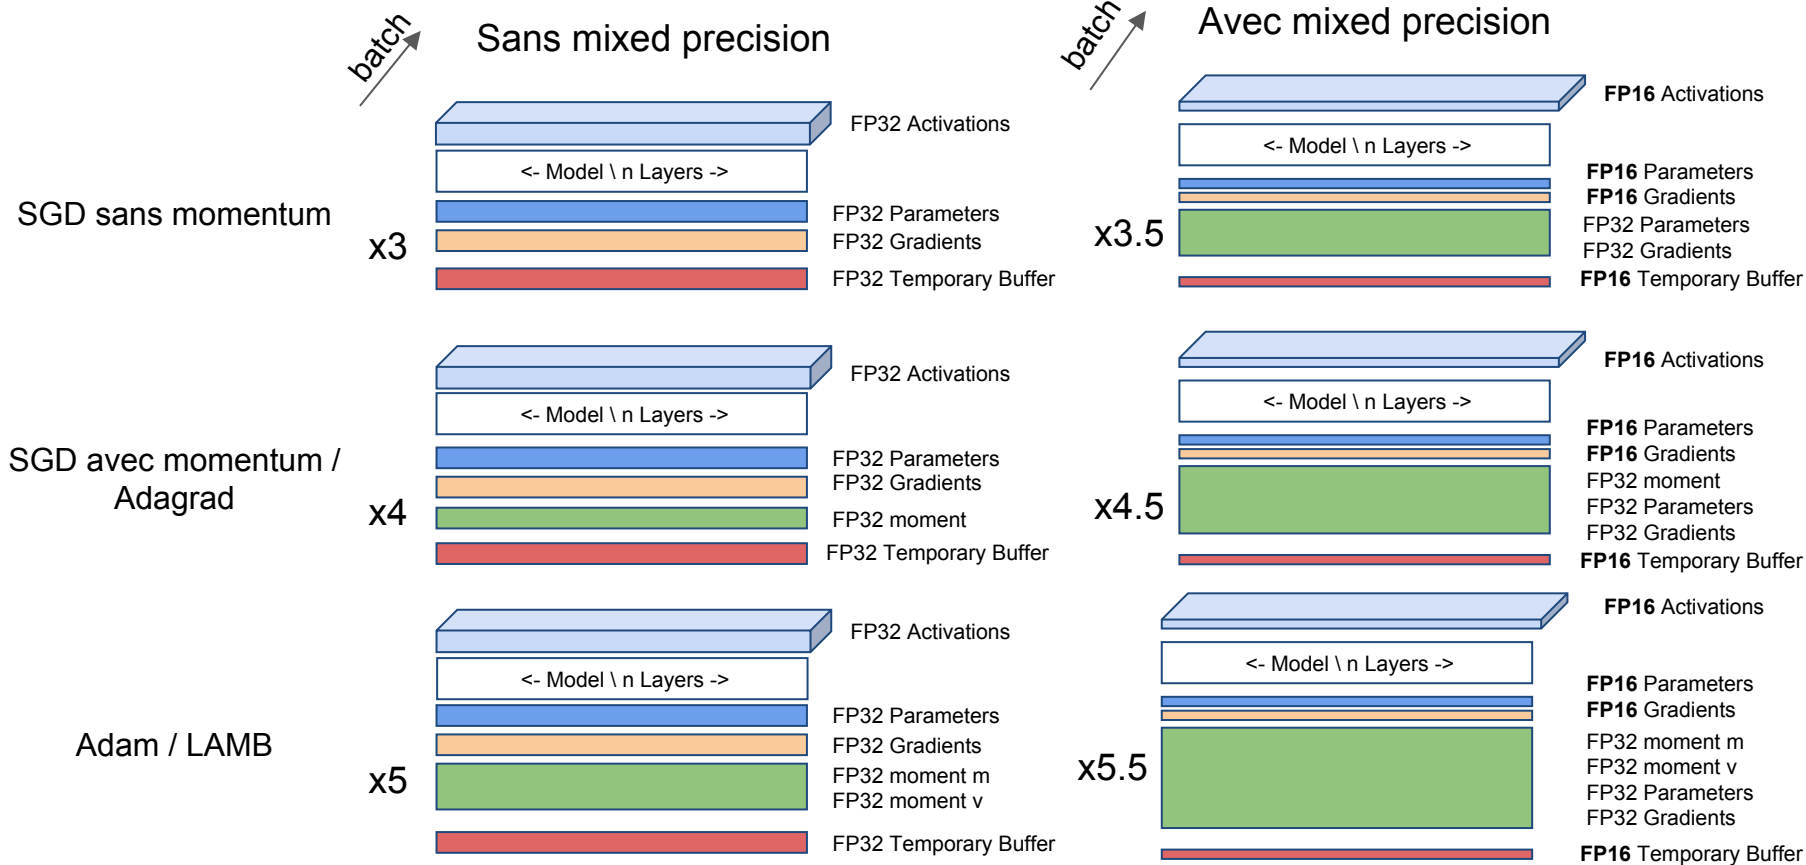 batch
Sans mixed precision
batch
Avec mixed precision
SGD sans momentum
x3
FP32 Activations
<- Model \ n Layers ->
FP32 Parameters
FP32 Gradients
FP32 Temporary Buffer
x3.5
FP16 Activations
<- Model \ n Layers ->
FP16 Parameters
FP16 Gradients
FP32 Parameters
FP32 Gradients
FP16 Temporary Buffer
SGD avec momentum /
Adagrad
x4
FP32 Activations
<- Model \ n Layers ->
FP32 Parameters
FP32 Gradients
FP32 moment
FP32 Temporary Buffer
x4.5
FP16 Activations
<- Model \ n Layers ->
FP16 Parameters
FP16 Gradients
FP32 moment
FP32 Parameters
FP32 Gradients
FP16 Temporary Buffer
Adam / LAMB
x5
FP32 Activations
<- Model \ n Layers ->
FP32 Parameters
FP32 Gradients
FP32 moment m
FP32 moment v
FP32 Temporary Buffer
x5.5
FP16 Activations
<- Model \ n Layers ->
FP16 Parameters
FP16 Gradients
FP32 moment m
FP32 moment v
FP32 Parameters
FP32 Gradients
FP16 Temporary Buffer